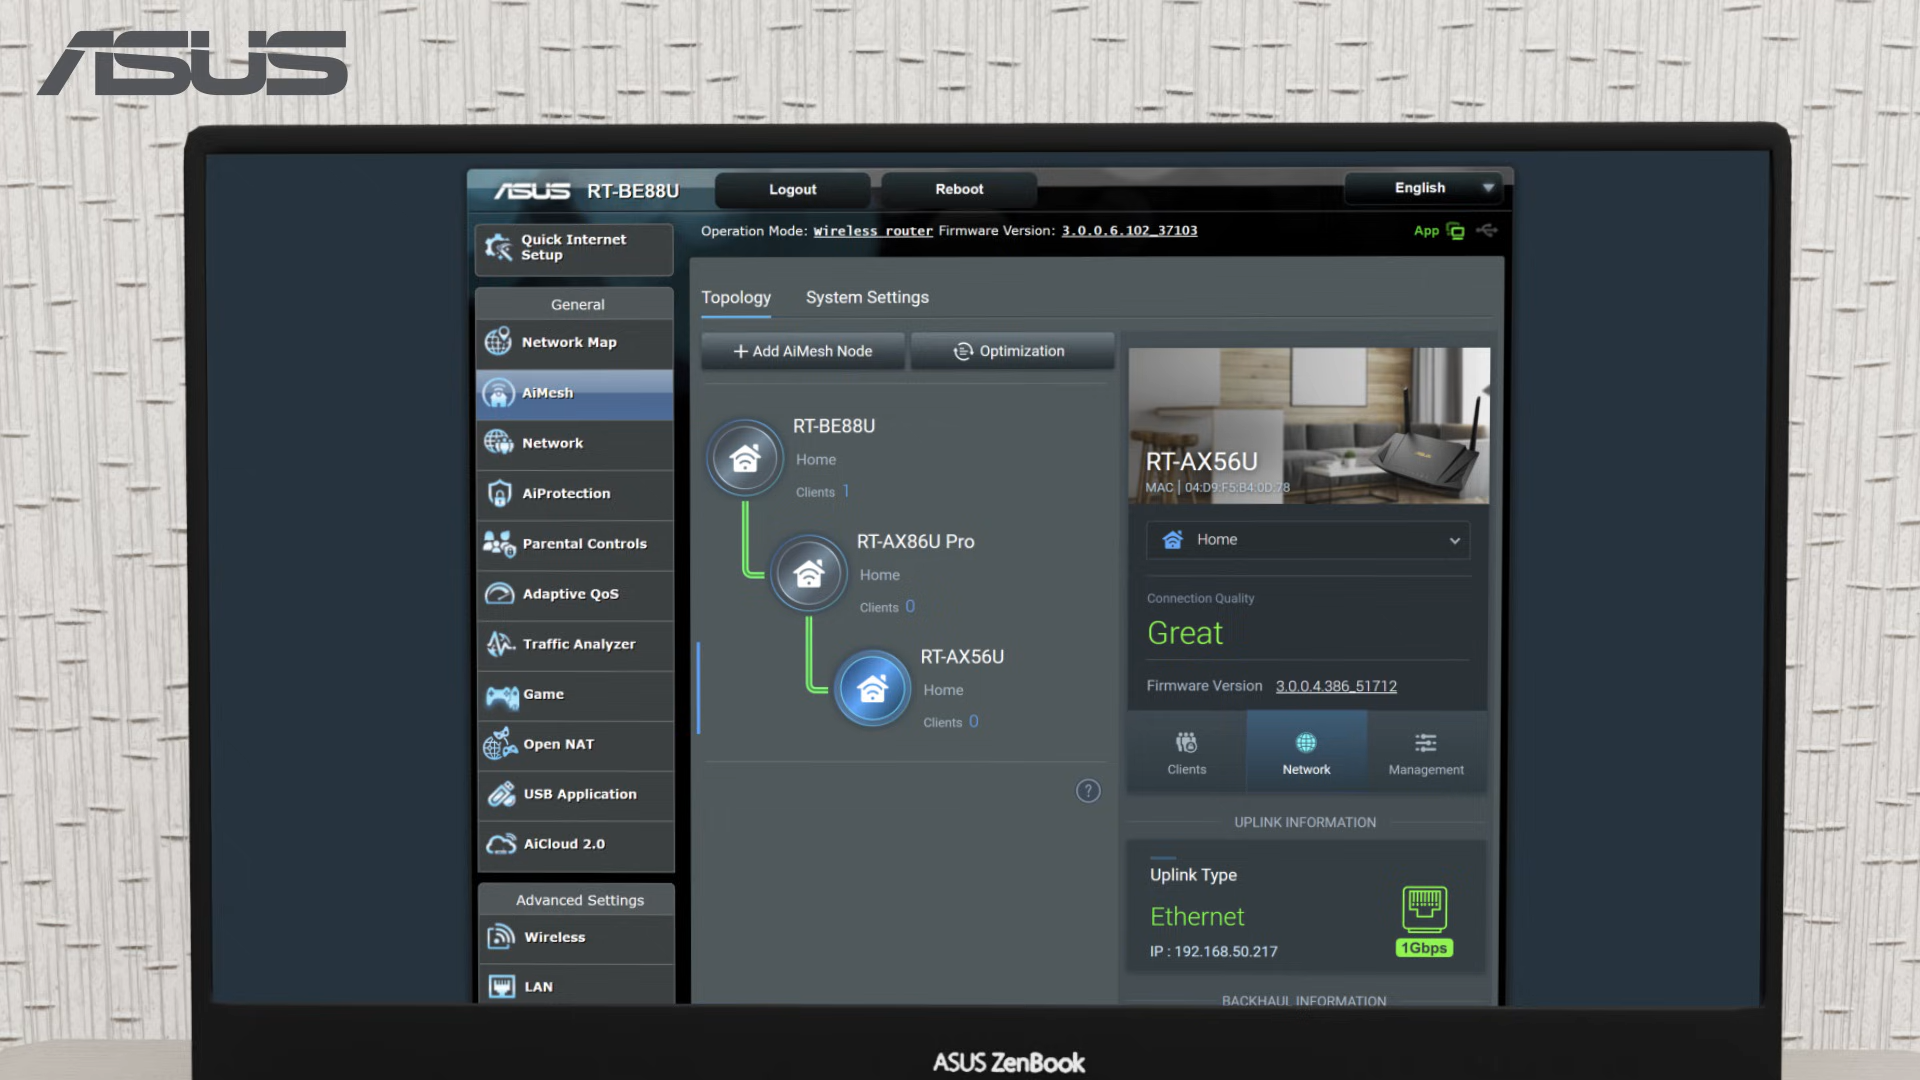 ASUS
ASUS RT-BE88U
Logout
Reboot
English
Operation Mode: Wireless router Firmware Version: 3.0.0.6.102_37103
App
Quick Internet
Setup
General
Network Map
AiMesh
Network
AiProtection
Parental Controls
Adaptive QoS
Traffic Analyzer
Game
Open NAT
USB Application
AiCloud 2.0
Advanced Settings
Wireless
LAN
Topology
System Settings
+ Add AiMesh Node
Optimization
RT-BE88U
Home
Clients 1
RT-AX86U Pro
Home
Clients 0
RT-AX56U
Home
Clients 0
?
RT-AX56U
MAC | 04:D9:F5:B4:0D:78
Home
Connection Quality
Great
Firmware Version 3.0.0.4.386_51712
Clients
Network
Management
UPLINK INFORMATION
Uplink Type
Ethernet
IP : 192.168.50.217
1Gbps
BACKHAUL INFORMATION
ASUS ZenBook